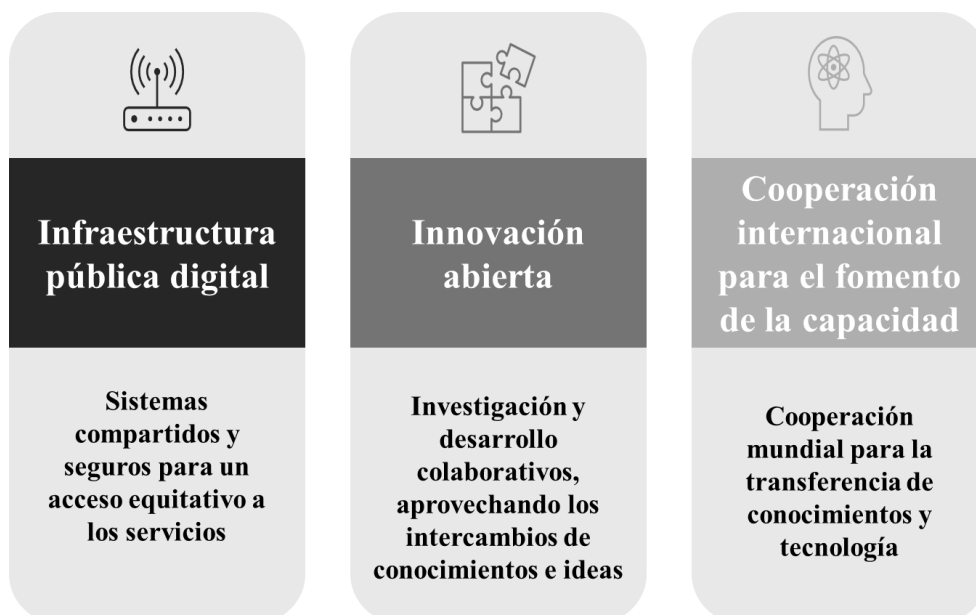 Infraestructura
pública digital
Sistemas
compartidos y
seguros para un
acceso equitativo a
los servicios
Innovación
abierta
Investigación y
desarrollo
colaborativos,
aprovechando los
intercambios de
conocimientos e ideas
Cooperación
internacional
para el fomento
de la capacidad
Cooperación
mundial para la
transferencia de
conocimientos y
tecnología